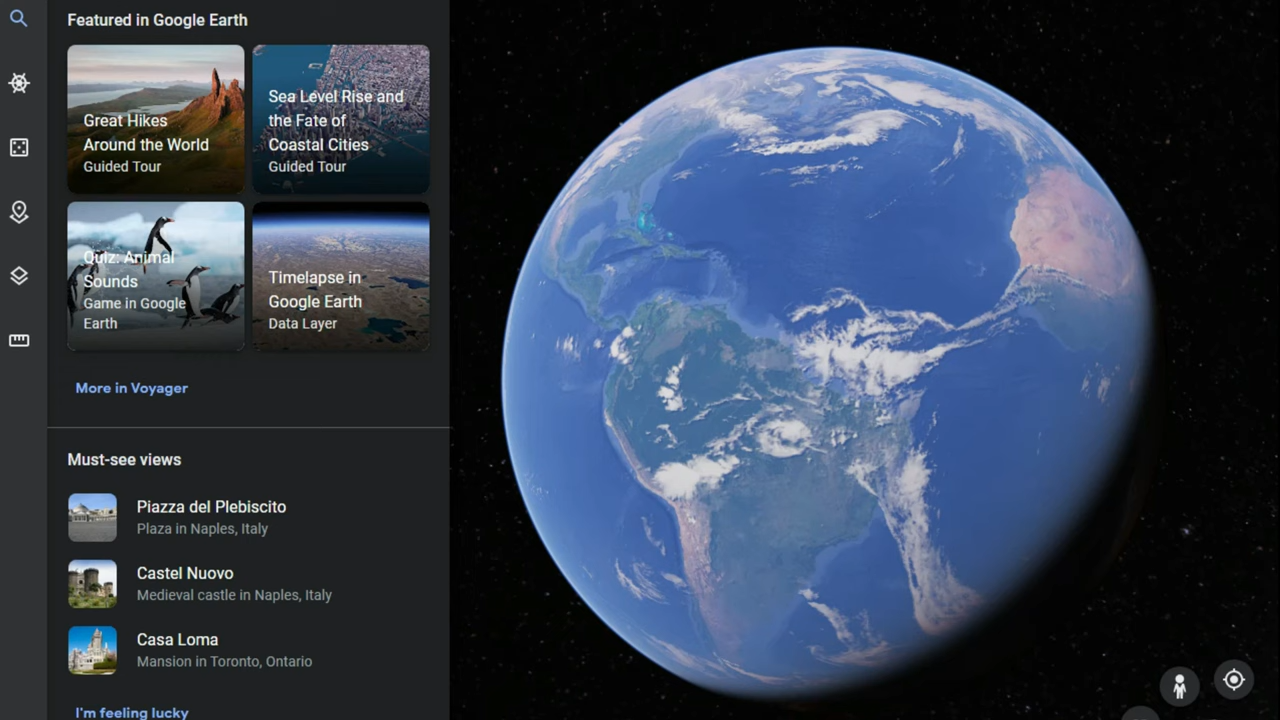 Featured in Google Earth
Great Hikes
Around the World
Guided Tour
Sea Level Rise and
the Fate of
Coastal Cities
Guided Tour
Quiz: Animal
Sounds
Game in Google
Earth
Timelapse in
Google Earth
Data Layer
More in Voyager
Must-see views
Piazza del Plebiscito
Plaza in Naples, Italy
Castel Nuovo
Medieval castle in Naples, Italy
Casa Loma
Mansion in Toronto, Ontario
I'm feeling lucky